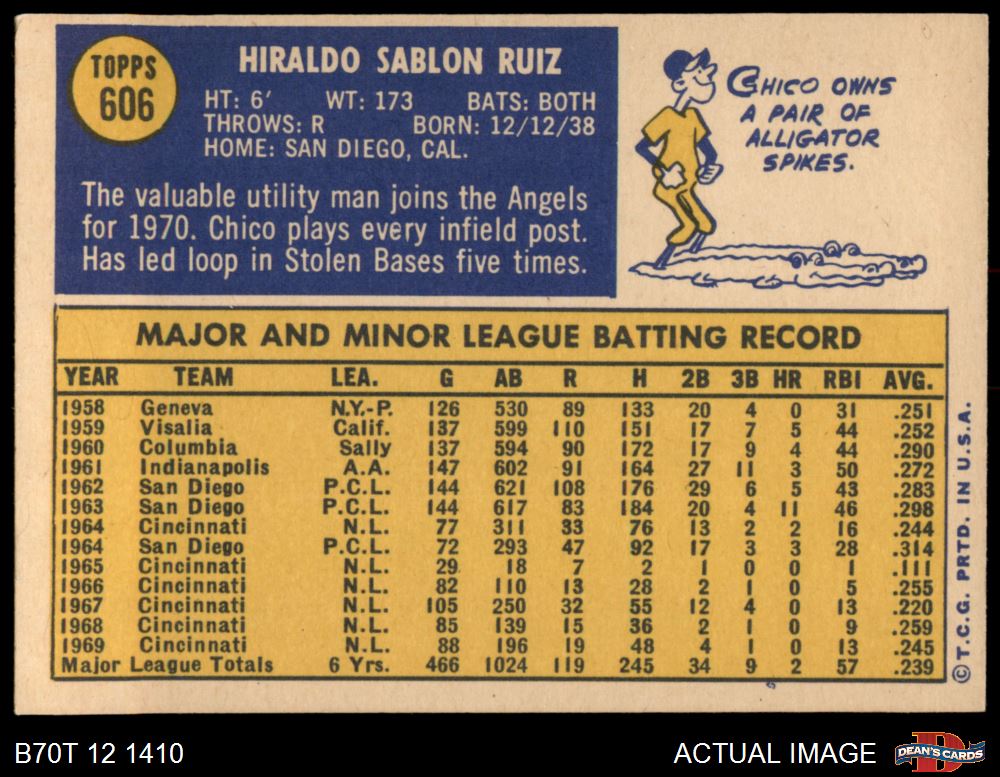 TOPPS
606
HIRALDO SABLON RUIZ
HT: 6' WT: 173 BATS: BOTH
THROWS: R BORN: 12/12/38
HOME: SAN DIEGO, CAL.
The valuable utility man joins the Angels
for 1970. Chico plays every infield post.
Has led loop in Stolen Bases five times.
CHICO OWNS
A PAIR OF
ALLIGATOR
SPIKES.
MAJOR AND MINOR LEAGUE BATTING RECORD
YEAR TEAM LEA. G AB R H 2B 3B HR RBI AVG.
1958 Geneva N.Y.-P. 126 530 89 133 20 4 0 31 .251
1959 Visalia Calif. 137 599 110 151 17 7 5 44 .252
1960 Columbia Sally 137 594 90 172 17 9 4 44 .290
1961 Indianapolis A.A. 147 602 91 164 27 11 3 50 .272
1962 San Diego P.C.L. 144 621 108 176 29 6 5 43 .283
1963 San Diego P.C.L. 144 617 83 184 20 4 11 46 .298
1964 Cincinnati N.L. 77 311 33 76 13 2 2 16 .244
1964 San Diego P.C.L. 72 293 47 92 17 3 3 28 .314
1965 Cincinnati N.L. 29 18 7 2 1 0 0 1 .111
1966 Cincinnati N.L. 82 110 13 28 2 1 0 5 .255
1967 Cincinnati N.L. 105 250 32 55 12 4 0 13 .220
1968 Cincinnati N.L. 85 139 15 36 2 1 0 9 .259
1969 Cincinnati N.L. 88 196 19 48 4 1 0 13 .245
Major League Totals 6 Yrs. 466 1024 119 245 34 9 2 57 .239
© T.C.G. PRTD. IN U.S.A.
B70T 12 1410
ACTUAL IMAGE
D
DEAN'S CARDS